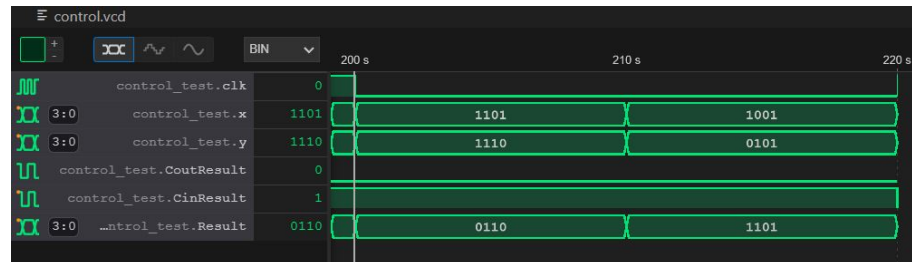 control.vcd
+
-
BIN
200 s 210 s 220 s
control_test.clk 0
3:0 control_test.x 1101 1101 1001
3:0 control_test.y 1110 1110 0101
control_test.CoutResult 0
control_test.CinResult 1
3:0 …ntrol_test.Result 0110 0110 1101